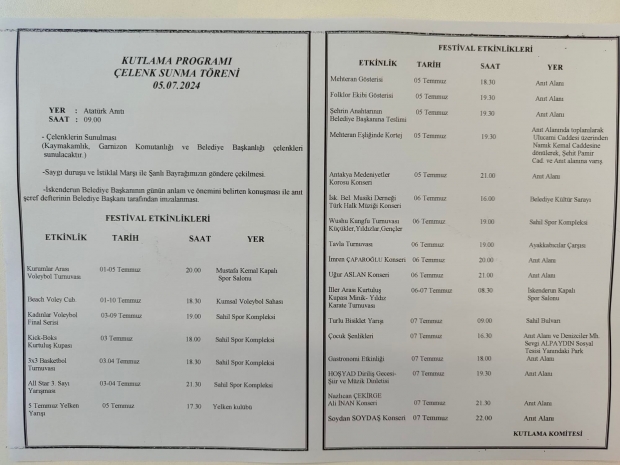 KUTLAMA PROGRAMI
ÇELENK SUNMA TÖRENİ
05.07.2024
YER : Atatürk Anıtı
SAAT : 09.00
- Çelenklerin Sunulması
(Kaymakamlık, Garnizon Komutanlığı ve Belediye Başkanlığı çelenkleri
sunulacaktır.)
-Saygı duruşu ve İstiklal Marşı ile Şanlı Bayrağımızın göndere çekilmesi.
-İskenderun Belediye Başkanının günün anlam ve önemini belirten konuşması ile anıt
şeref defterinin Belediye Başkanı tarafından imzalanması.
FESTİVAL ETKİNLİKLERİ
ETKİNLİK TARİH SAAT YER
Kurumlar Arası 01-05 Temmuz 20.00 Mustafa Kemal Kapalı
Voleybol Turnuvası Spor Salonu
Beach Voley Cub 01-10 Temmuz 18.30 Kumsal Voleybol Sahası
Kadınlar Voleybol 03-09 Temmuz 19.00 Sahil Spor Kompleksi
Final Serisi
Kick-Boks 03 Temmuz 18.00 Sahil Spor Kompleksi
Kurtuluş Kupası
3x3 Basketbol 03-04 Temmuz 18.30 Sahil Spor Kompleksi
Turnuvası
All Star 3. Sayı 03-04 Temmuz 21.30 Sahil Spor Kompleksi
Yarışması
5 Temmuz Yelken 05 Temmuz 17.30 Yelken kulübü
Yarışı
FESTİVAL ETKİNLİKLERİ
ETKİNLİK TARİH SAAT YER
Mehteran Gösterisi 05 Temmuz 18.30 Anıt Alanı
Folklor Ekibi Gösterisi 05 Temmuz 19.30 Anıt Alanı
Şehrin Anahtarının 05 Temmuz 19.30 Anıt Alanı
Belediye Başkanına Teslimi
Mehteran Eşliğinde Kortej 05 Temmuz 19.30 Anıt Alanında toplanılarak
Ulucami Caddesi üzerinden
Namık Kemal Caddesine
dönülerek, Şehit Pamir
Cad. ve Anıt alanına varış.
Antakya Medeniyetler 05 Temmuz 21.00 Anıt Alanı
Korosu Konseri
İsk. Bel. Musiki Derneği 06 Temmuz 16.00 Belediye Kültür Sarayı
Türk Halk Müziği Konseri
Wushu Kungfu Turnuvası 06 Temmuz 19.00 Sahil Spor Kompleksi
Küçükler,Yıldızlar,Gençler
Tavla Turnuvası 06 Temmuz 19.00 Ayakkabıcılar Çarşısı
İmren ÇAPAROĞLU Konseri 06 Temmuz 20.00 Anıt Alanı
Uğur ASLAN Konseri 06 Temmuz 21.00 Anıt Alanı
İller Arası Kurtuluş 06-07 Temmuz 08.30 İskenderun Kapalı
Kupası Minik- Yıldız Spor Salonu
Karate Turnuvası
Turlu Bisiklet Yarışı 07 Temmuz 09.00 Sahil Bulvarı
Çocuk Şenlikleri 07 Temmuz 16.30 Anıt Alanı ve Denizciler Mh.
Sevgi ALPAYDIN Sosyal
Tesisi Yanındaki Park
Gastronomi Etkinliği 07 Temmuz 18.00 Anıt Alanı
HOŞYAD Diriliş Gecesi- 07 Temmuz 19.30 Anıt Alanı
Şiir ve Müzik Dinletisi
Nazlıcan ÇEKİRGE
Ali İNAN Konseri 07 Temmuz 21.30 Anıt Alanı
Soydan SOYDAŞ Konseri 07 Temmuz 22.00 Anıt Alanı
KUTLAMA KOMİTESİ